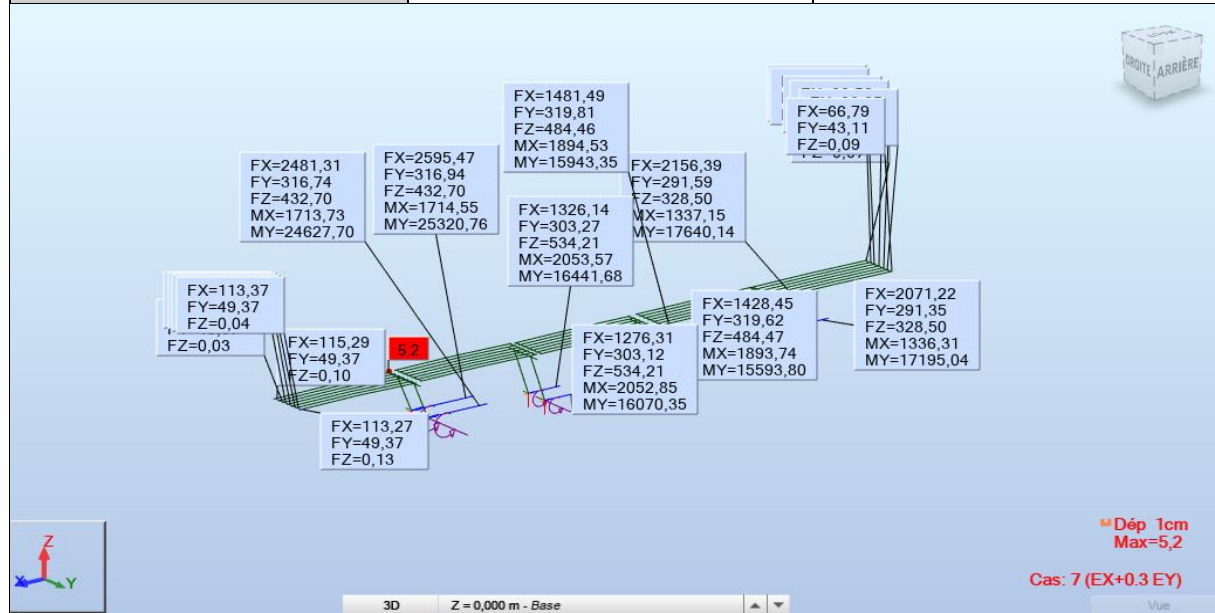 DROITE
ARRIÈRE
FX=1481,49
FY=319,81
FZ=484,46
MX=1894,53
MY=15943,35
FX=66,79
FY=43,11
FZ=0,09
FX=2481,31
FY=316,74
FZ=432,70
MX=1713,73
MY=24627,70
FX=2595,47
FY=316,94
FZ=432,70
MX=1714,55
MY=25320,76
FX=2156,39
FY=291,59
FZ=328,50
MX=1337,15
MY=17640,14
FX=1326,14
FY=303,27
FZ=534,21
MX=2053,57
MY=16441,68
FX=113,37
FY=49,37
FZ=0,04
FZ=0,03
FX=115,29
FY=49,37
FZ=0,10
5,2
FX=1276,31
FY=303,12
FZ=534,21
MX=2052,85
MY=16070,35
FX=1428,45
FY=319,62
FZ=484,47
MX=1893,74
MY=15593,80
FX=2071,22
FY=291,35
FZ=328,50
MX=1336,31
MY=17195,04
FX=113,27
FY=49,37
FZ=0,13
Dép 1cm
Max=5,2
Cas: 7 (EX+0.3 EY)
Z
X
Y
3D Z = 0,000 m - Base
Vue